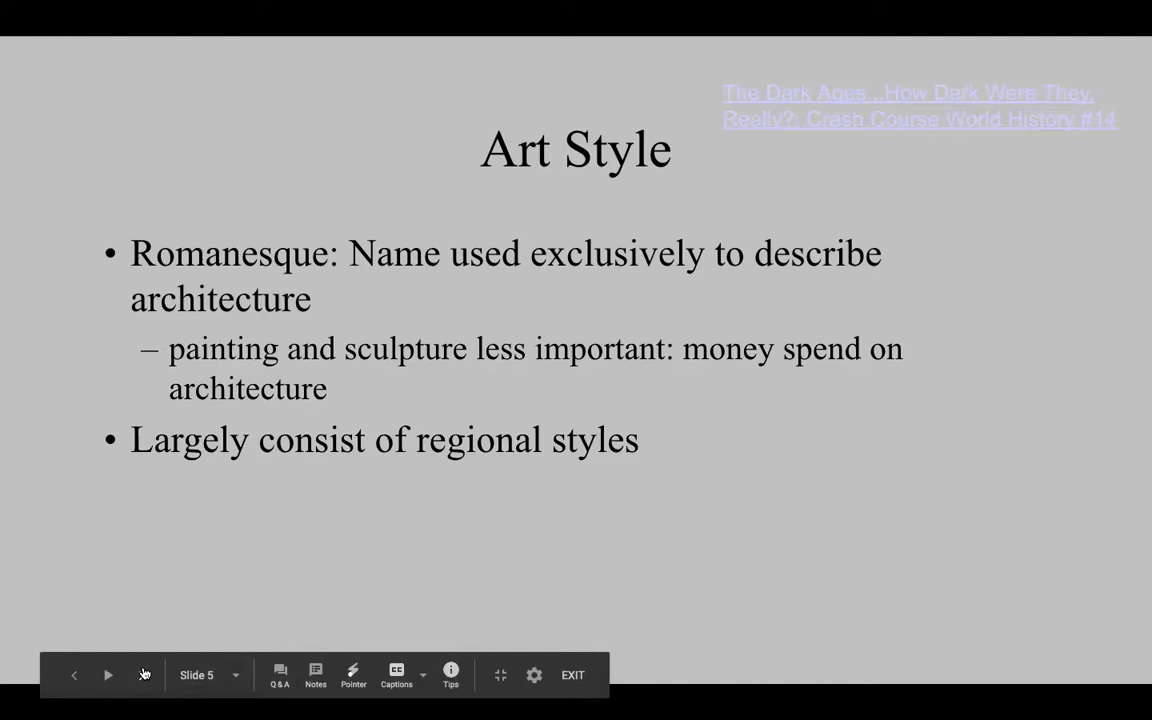 The Dark Ages...How Dark Were They,
Really?: Crash Course World History #14
Art Style
• Romanesque: Name used exclusively to describe
architecture
– painting and sculpture less important: money spend on
architecture
• Largely consist of regional styles
Slide 5
Q & A
Notes
Pointer
CC
Captions
Tips
EXIT